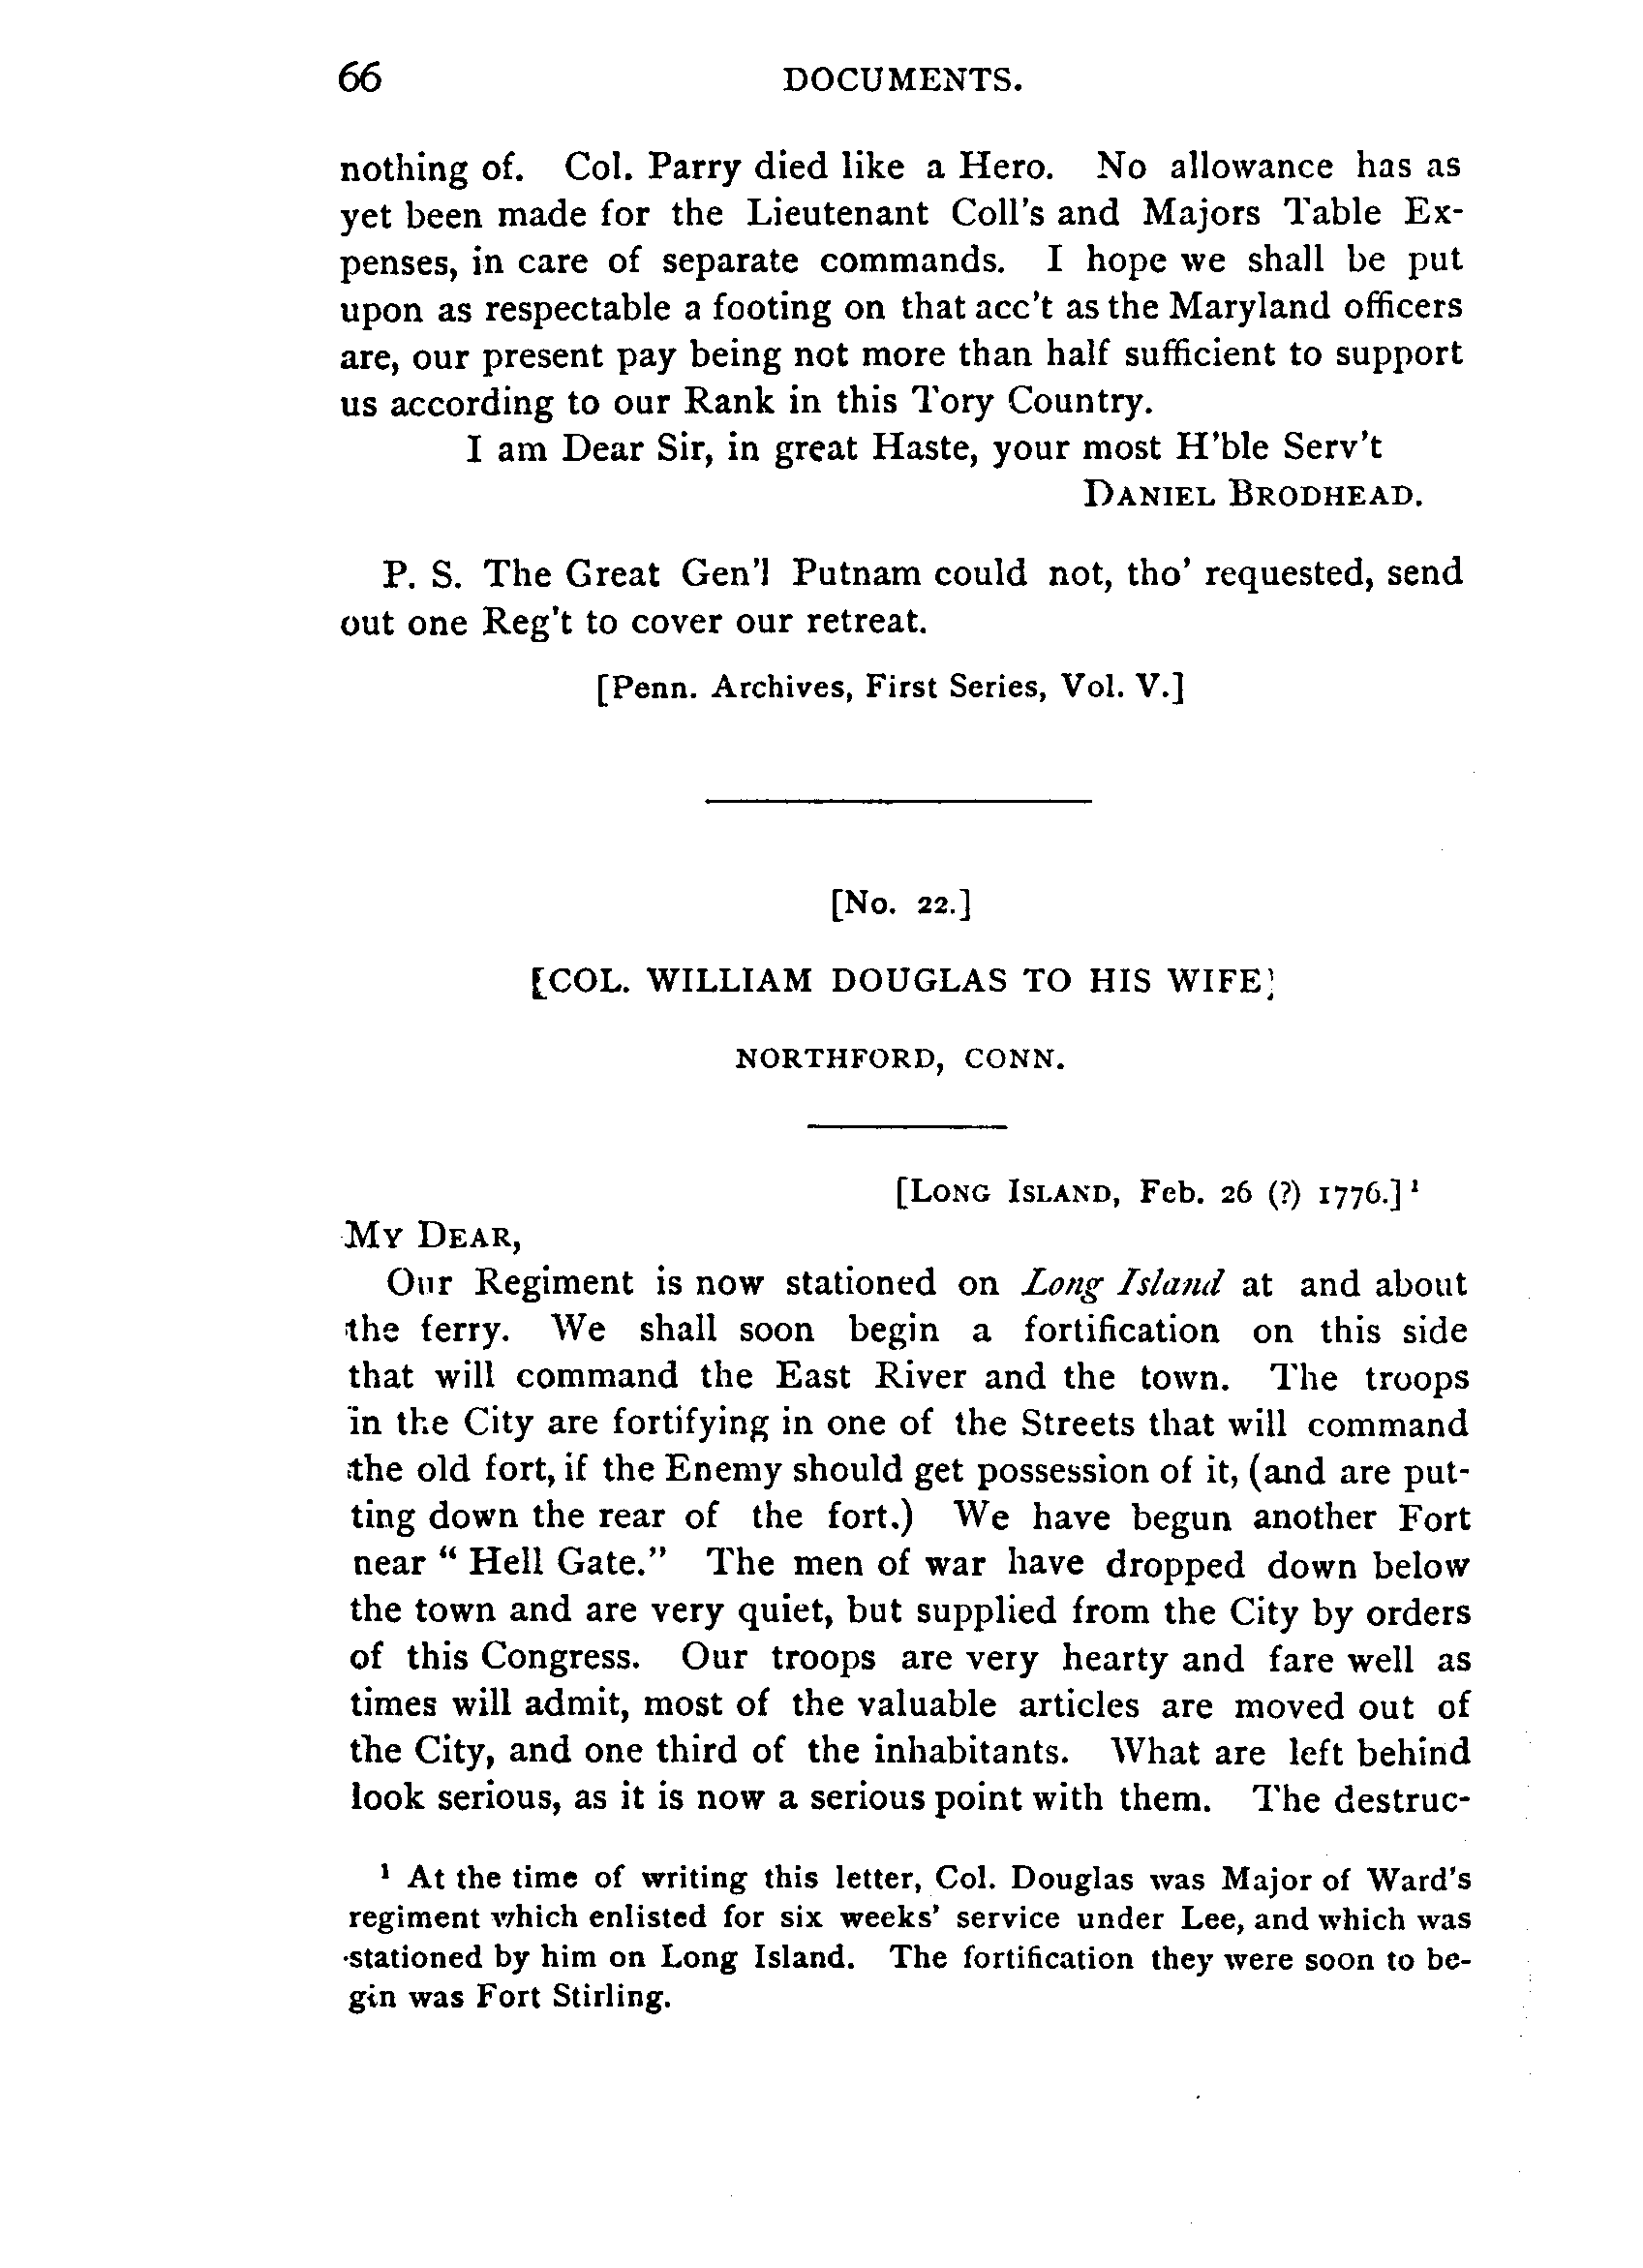 66 DOCUMENTS.
nothing of. Col. Parry died like a Hero. No allowance has as
yet been made for the Lieutenant Coll's and Majors Table Ex-
penses, in care of separate commands. I hope we shall be put
upon as respectable a footing on that acc't as the Maryland officers
are, our present pay being not more than half sufficient to support
us according to our Rank in this Tory Country.
I am Dear Sir, in great Haste, your most H'ble Serv't
DANIEL BRODHEAD.
P. S. The Great Gen'l Putnam could not, tho' requested, send
out one Reg't to cover our retreat.
[Penn. Archives, First Series, Vol. V.]
[No. 22.]
[COL. WILLIAM DOUGLAS TO HIS WIFE]
NORTHFORD, CONN.
[LONG ISLAND, Feb. 26 (?) 1776.] ¹
MY DEAR,
Our Regiment is now stationed on Long Island at and about
the ferry. We shall soon begin a fortification on this side
that will command the East River and the town. The troops
in the City are fortifying in one of the Streets that will command
the old fort, if the Enemy should get possession of it, (and are put-
ting down the rear of the fort.) We have begun another Fort
near " Hell Gate." The men of war have dropped down below
the town and are very quiet, but supplied from the City by orders
of this Congress. Our troops are very hearty and fare well as
times will admit, most of the valuable articles are moved out of
the City, and one third of the inhabitants. What are left behind
look serious, as it is now a serious point with them. The destruc-
¹ At the time of writing this letter, Col. Douglas was Major of Ward's
regiment which enlisted for six weeks' service under Lee, and which was
stationed by him on Long Island. The fortification they were soon to be-
gin was Fort Stirling.